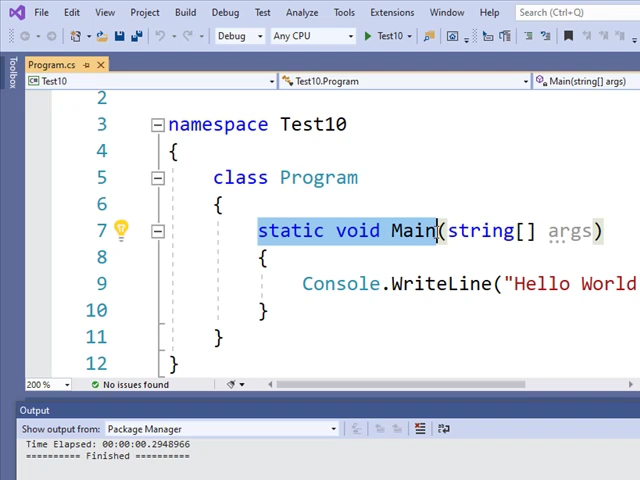 File Edit View Git Project Build Debug Test Analyze Tools Extensions Window Help Search (Ctrl+Q)
Debug Any CPU Test10
Toolbox
Program.cs
Test10 Test10.Program Main(string[] args)
2
3 namespace Test10
4 {
5 class Program
6 {
7 static void Main(string[] args)
8 {
9 Console.WriteLine("Hello World
10 }
11 }
12 }
200 % No issues found
Output
Show output from: Package Manager
Time Elapsed: 00:00:00.2948966
========== Finished ==========